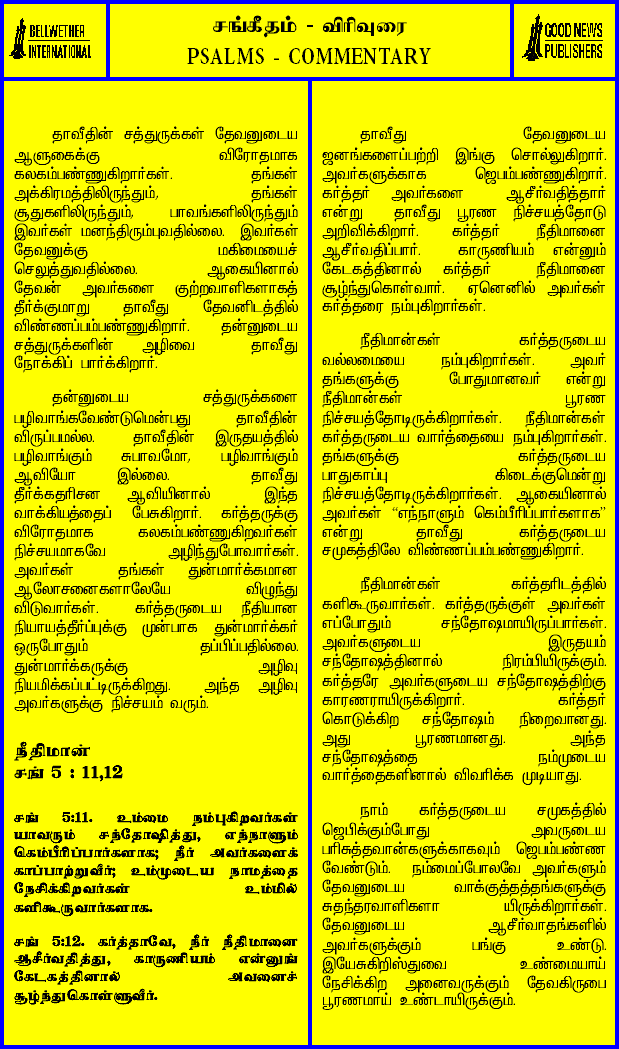 BELLWETHER
INTERNATIONAL
சங்கீதம் - விரிவுரை
PSALMS - COMMENTARY
GOOD NEWS
PUBLISHERS
தாவீதின் சத்துருக்கள் தேவனுடைய
ஆளுகைக்கு விரோதமாக
கலகம்பண்ணுகிறார்கள். தங்கள்
அக்கிரமத்திலிருந்தும், தங்கள்
சூதுகளிலிருந்தும், பாவங்களிலிருந்தும்
இவர்கள் மனந்திரும்புவதில்லை. இவர்கள்
தேவனுக்கு மகிமையைச்
செலுத்துவதில்லை. ஆகையினால்
தேவன் அவர்களை குற்றவாளிகளாகத்
தீர்க்குமாறு தாவீது தேவனிடத்தில்
விண்ணப்பம்பண்ணுகிறார். தன்னுடைய
சத்துருக்களின் அழிவை தாவீது
நோக்கிப் பார்க்கிறார்.
தன்னுடைய சத்துருக்களை
பழிவாங்கவேண்டுமென்பது தாவீதின்
விருப்பமல்ல. தாவீதின் இருதயத்தில்
பழிவாங்கும் சுபாவமோ, பழிவாங்கும்
ஆவியோ இல்லை. தாவீது
தீர்க்கதரிசன ஆவியினால் இந்த
வாக்கியத்தைப் பேசுகிறார். கர்த்தருக்கு
விரோதமாக கலகம்பண்ணுகிறவர்கள்
நிச்சயமாகவே அழிந்துபோவார்கள்.
அவர்கள் தங்கள் துன்மார்க்கமான
ஆலோசனைகளாலேயே விழுந்து
விடுவார்கள். கர்த்தருடைய நீதியான
நியாயத்தீர்ப்புக்கு முன்பாக துன்மார்க்கர்
ஒருபோதும் தப்பிப்பதில்லை.
துன்மார்க்கருக்கு அழிவு
நியமிக்கப்பட்டிருக்கிறது. அந்த அழிவு
அவர்களுக்கு நிச்சயம் வரும்.
நீதிமான்
சங் 5 : 11,12
சங் 5:11. உம்மை நம்புகிறவர்கள்
யாவரும் சந்தோஷித்து, எந்நாளும்
கெம்பீரிப்பார்களாக; நீர் அவர்களைக்
காப்பாற்றுவீர்; உம்முடைய நாமத்தை
நேசிக்கிறவர்கள் உம்மில்
களிகூருவார்களாக.
சங் 5:12. கர்த்தாவே, நீர் நீதிமானை
ஆசீர்வதித்து, காருணியம் என்னுங்
கேடகத்தினால் அவனைச்
சூழ்ந்துகொள்ளுவீர்.
தாவீது தேவனுடைய
ஜனங்களைப்பற்றி இங்கு சொல்லுகிறார்.
அவர்களுக்காக ஜெபம்பண்ணுகிறார்.
கர்த்தர் அவர்களை ஆசீர்வதித்தார்
என்று தாவீது பூரண நிச்சயத்தோடு
அறிவிக்கிறார். கர்த்தர் நீதிமானை
ஆசீர்வதிப்பார். காருணியம் என்னும்
கேடகத்தினால் கர்த்தர் நீதிமானை
சூழ்ந்துகொள்வார். ஏனெனில் அவர்கள்
கர்த்தரை நம்புகிறார்கள்.
நீதிமான்கள் கர்த்தருடைய
வல்லமையை நம்புகிறார்கள். அவர்
தங்களுக்கு போதுமானவர் என்று
நீதிமான்கள் பூரண
நிச்சயத்தோடிருக்கிறார்கள். நீதிமான்கள்
கர்த்தருடைய வார்த்தையை நம்புகிறார்கள்.
தங்களுக்கு கர்த்தருடைய
பாதுகாப்பு கிடைக்குமென்று
நிச்சயத்தோடிருக்கிறார்கள். ஆகையினால்
அவர்கள் “எந்நாளும் கெம்பீரிப்பார்களாக”
என்று தாவீது கர்த்தருடைய
சமுகத்திலே விண்ணப்பம்பண்ணுகிறார்.
நீதிமான்கள் கர்த்தரிடத்தில்
களிகூருவார்கள். கர்த்தருக்குள் அவர்கள்
எப்போதும் சந்தோஷமாயிருப்பார்கள்.
அவர்களுடைய இருதயம்
சந்தோஷத்தினால் நிரம்பியிருக்கும்.
கர்த்தரே அவர்களுடைய சந்தோஷத்திற்கு
காரணராயிருக்கிறார். கர்த்தர்
கொடுக்கிற சந்தோஷம் நிறைவானது.
அது பூரணமானது. அந்த
சந்தோஷத்தை நம்முடைய
வார்த்தைகளினால் விவரிக்க முடியாது.
நாம் கர்த்தருடைய சமுகத்தில்
ஜெபிக்கும்போது அவருடைய
பரிசுத்தவான்களுக்காகவும் ஜெபம்பண்ண
வேண்டும். நம்மைப்போலவே அவர்களும்
தேவனுடைய வாக்குத்தத்தங்களுக்கு
சுதந்தரவாளிகளா யிருக்கிறார்கள்.
தேவனுடைய ஆசீர்வாதங்களில்
அவர்களுக்கும் பங்கு உண்டு.
இயேசுகிறிஸ்துவை உண்மையாய்
நேசிக்கிற அனைவருக்கும் தேவகிருபை
பூரணமாய் உண்டாயிருக்கும்.